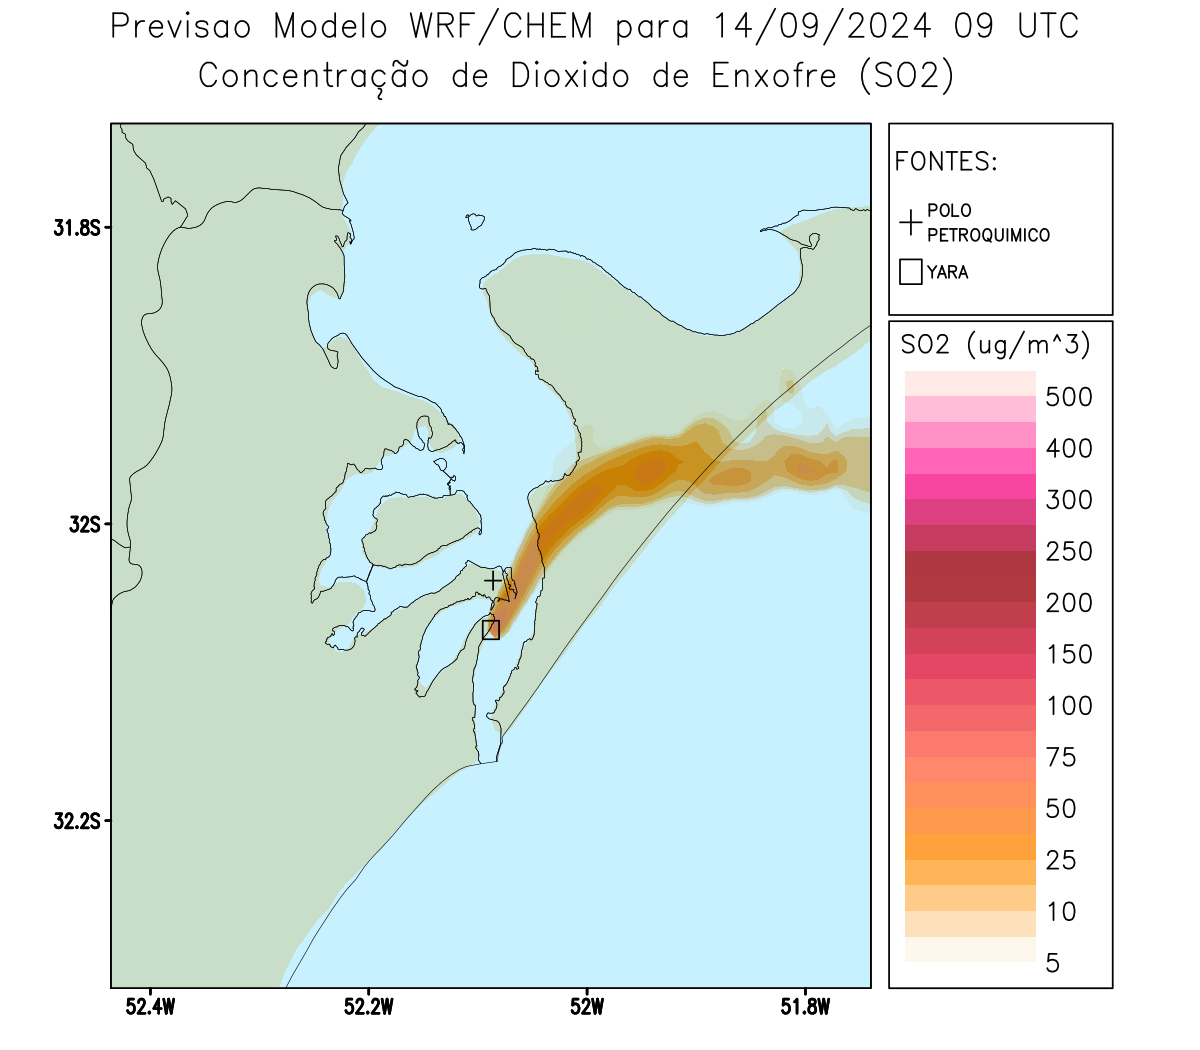 Previsao Modelo WRF/CHEM para 14/09/2024 09 UTC
Concentração de Dioxido de Enxofre (SO2)
FONTES:
POLO
PETROQUIMICO
YARA
SO2 (ug/m^3)
500
400
300
250
200
150
100
75
50
25
10
5
31.8S
32S
32.2S
52.4W
52.2W
52W
51.8W